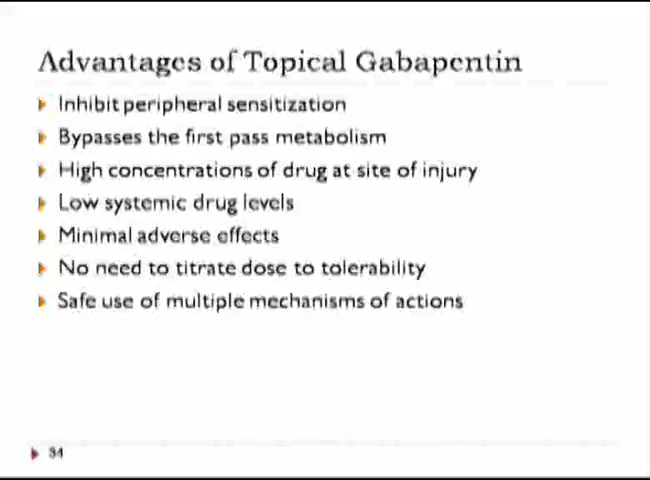 Advantages of Topical Gabapentin
Inhibit peripheral sensitization
Bypasses the first pass metabolism
High concentrations of drug at site of injury
Low systemic drug levels
Minimal adverse effects
No need to titrate dose to tolerability
Safe use of multiple mechanisms of actions
34